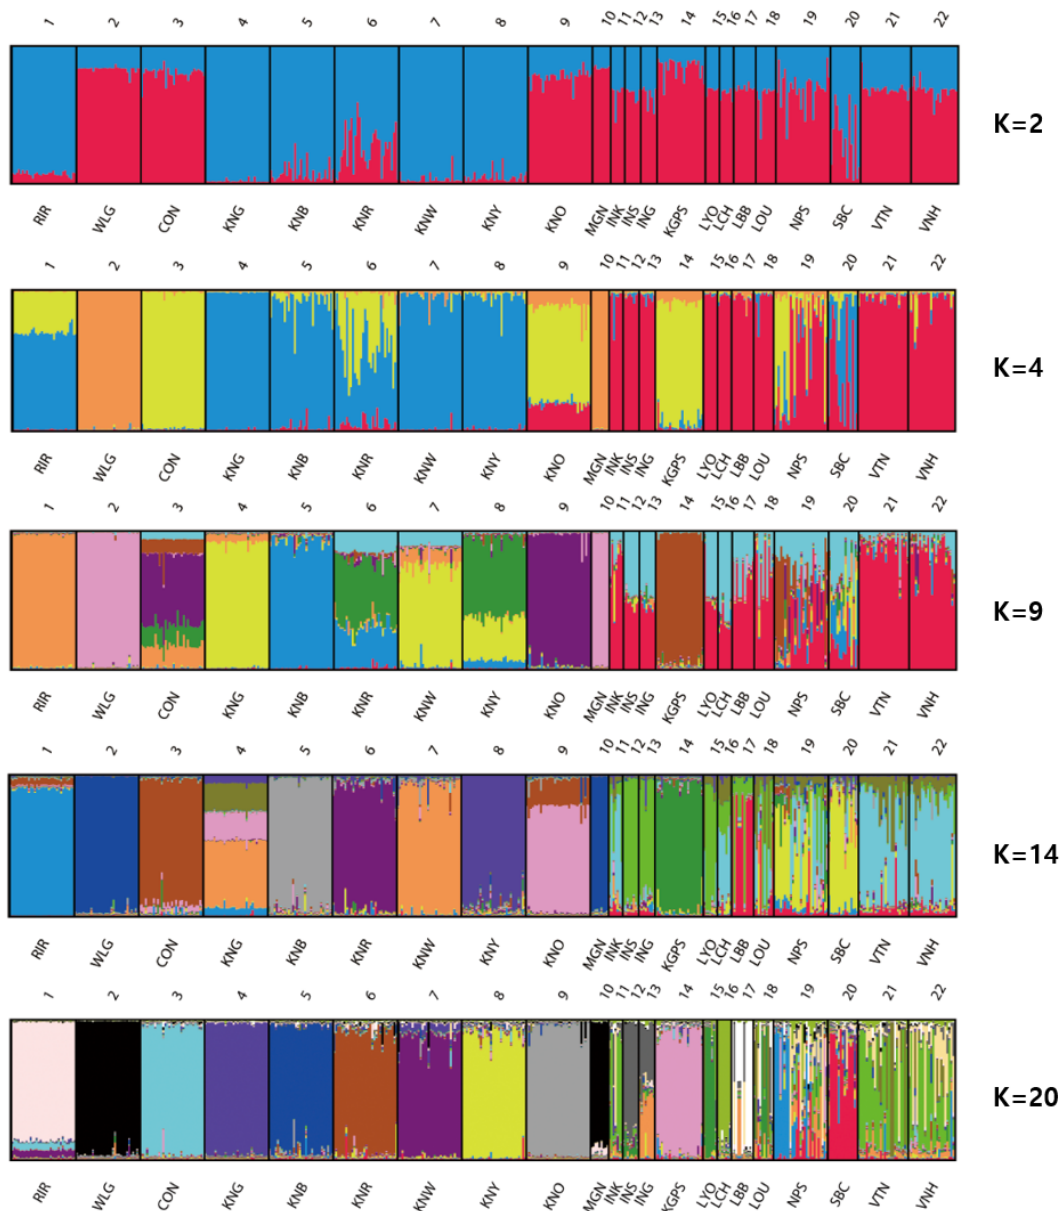 1 2 3 4 5 6 7 8 9 10 11 12 13 14 15 16 17 18 19 20 21 22
K=2
RIR WLG CON KNG KNB KNR KNW KNY KNO MGN INK INS ING KGPS LYO LCH LBB LOU NPS SBC VTN VNH
1 2 3 4 5 6 7 8 9 10 11 12 13 14 15 16 17 18 19 20 21 22
K=4
RIR WLG CON KNG KNB KNR KNW KNY KNO MGN INK INS ING KGPS LYO LCH LBB LOU NPS SBC VTN VNH
1 2 3 4 5 6 7 8 9 10 11 12 13 14 15 16 17 18 19 20 21 22
K=9
RIR WLG CON KNG KNB KNR KNW KNY KNO MGN INK INS ING KGPS LYO LCH LBB LOU NPS SBC VTN VNH
1 2 3 4 5 6 7 8 9 10 11 12 13 14 15 16 17 18 19 20 21 22
K=14
RIR WLG CON KNG KNB KNR KNW KNY KNO MGN INK INS ING KGPS LYO LCH LBB LOU NPS SBC VTN VNH
1 2 3 4 5 6 7 8 9 10 11 12 13 14 15 16 17 18 19 20 21 22
K=20
RIR WLG CON KNG KNB KNR KNW KNY KNO MGN INK INS ING KGPS LYO LCH LBB LOU NPS SBC VTN VNH